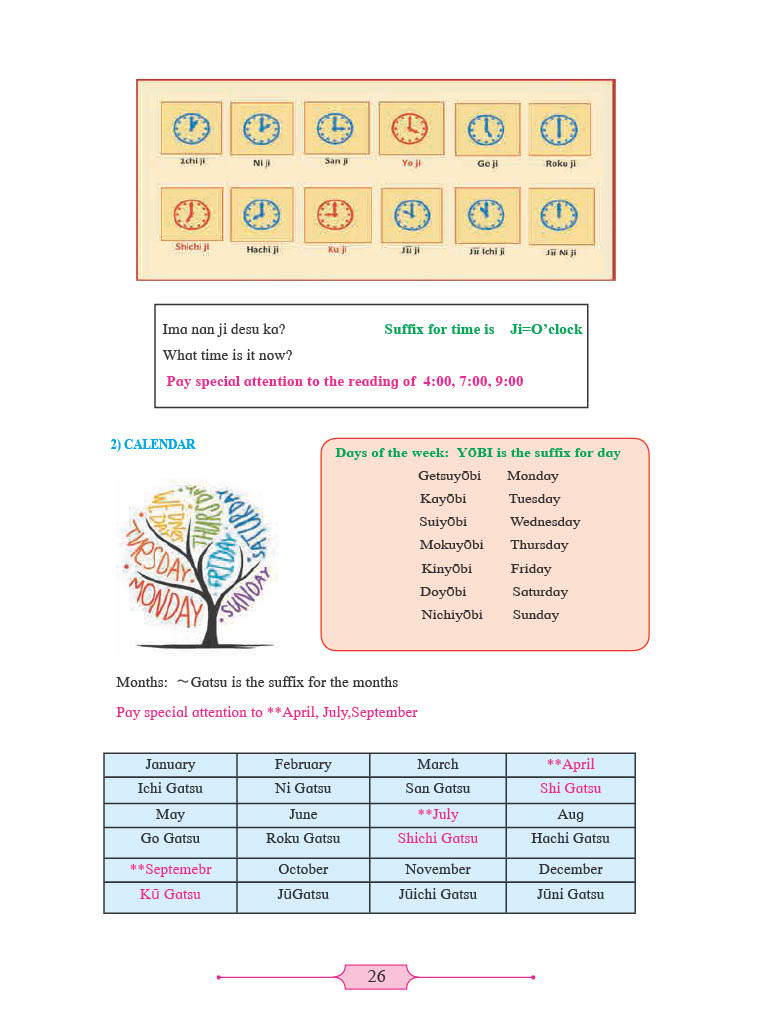 1chi ji Ni ji San ji Yo ji Go ji Roku ji
Shichi ji Hachi ji Ku ji Jū ji Jū Ichi ji Jū Ni ji
Ima nan ji desu ka? Suffix for time is Ji=O’clock
What time is it now?
Pay special attention to the reading of 4:00, 7:00, 9:00
2) CALENDAR
MONDAY
TUESDAY
WEDNESDAY
THURSDAY
FRIDAY
SATURDAY
SUNDAY
Days of the week: YŌBI is the suffix for day
Getsuyōbi Monday
Kayōbi Tuesday
Suiyōbi Wednesday
Mokuyōbi Thursday
Kinyōbi Friday
Doyōbi Saturday
Nichiyōbi Sunday
Months: ～Gatsu is the suffix for the months
Pay special attention to **April, July,September
January February March **April
Ichi Gatsu Ni Gatsu San Gatsu Shi Gatsu
May June **July Aug
Go Gatsu Roku Gatsu Shichi Gatsu Hachi Gatsu
**Septemebr October November December
Kū Gatsu JūGatsu Jūichi Gatsu Jūni Gatsu
26